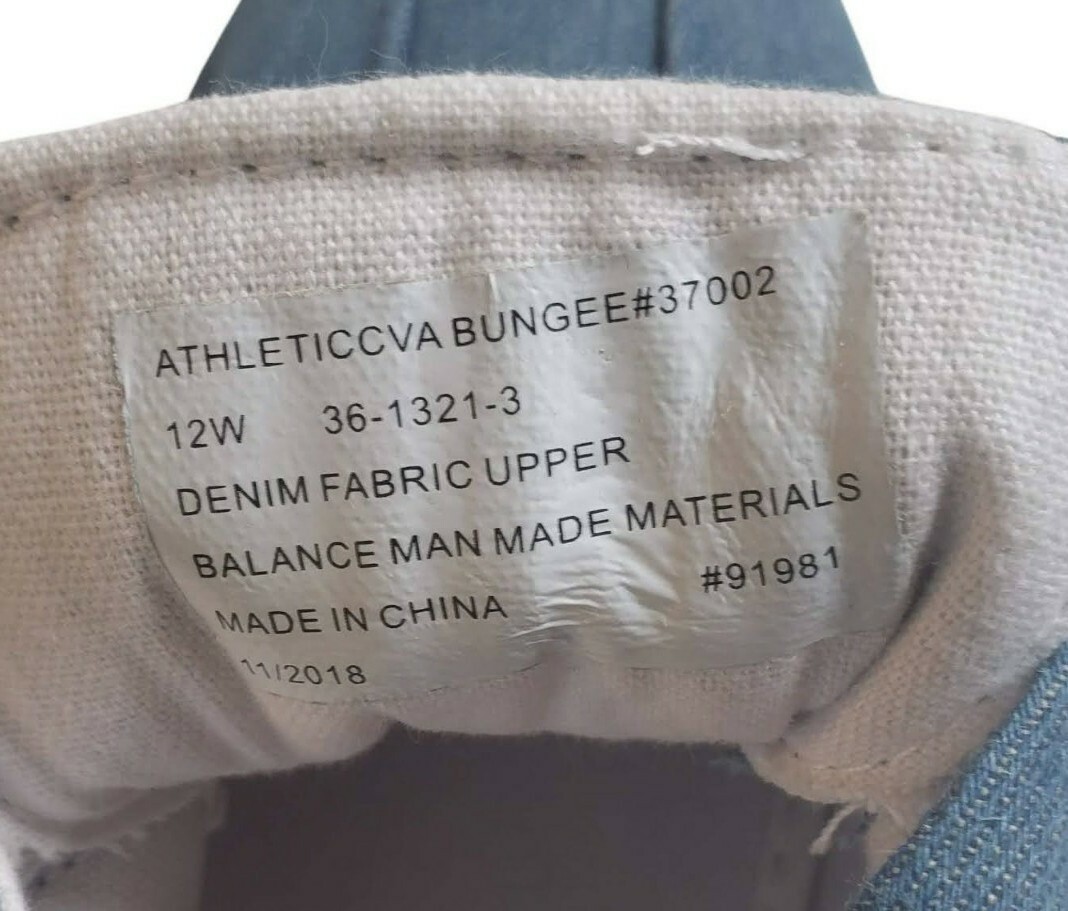 ATHLETICCVA BUNGEE#37002
12W 36-1321-3
DENIM FABRIC UPPER
BALANCE MAN MADE MATERIALS
MADE IN CHINA #91981
11/2018